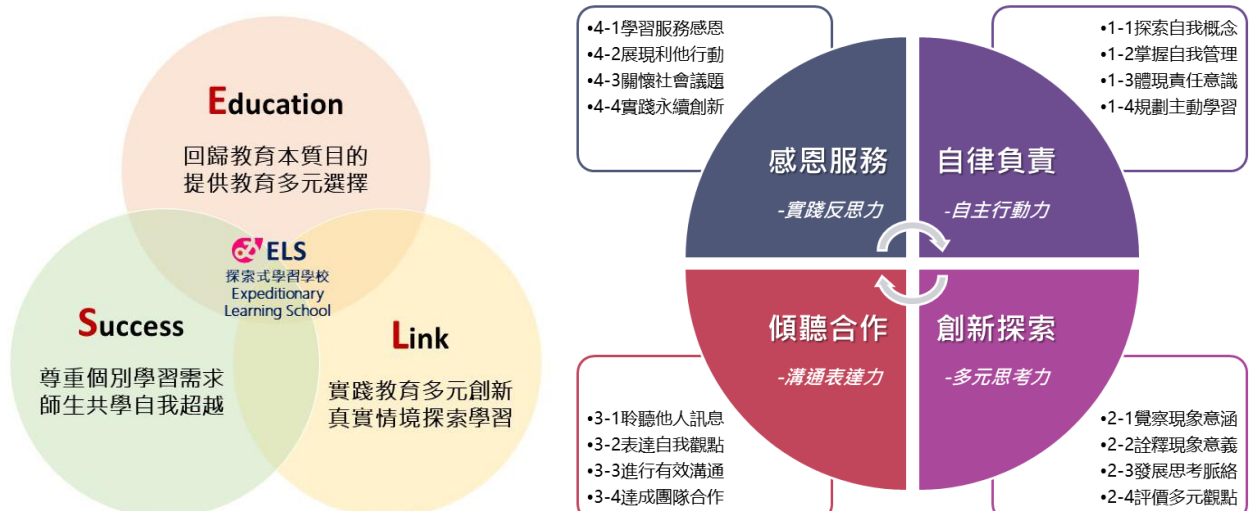 Education
回歸教育本質目的
提供教育多元選擇
ELS
探索式學習學校
Expeditionary
Learning School
Success
尊重個別學習需求
師生共學自我超越
Link
實踐教育多元創新
真實情境探索學習
•4-1學習服務感恩
•4-2展現利他行動
•4-3關懷社會議題
•4-4實踐永續創新
•1-1探索自我概念
•1-2掌握自我管理
•1-3體現責任意識
•1-4規劃主動學習
感恩服務
-實踐反思力
自律負責
-自主行動力
傾聽合作
-溝通表達力
創新探索
-多元思考力
•3-1聆聽他人訊息
•3-2表達自我觀點
•3-3進行有效溝通
•3-4達成團隊合作
•2-1覺察現象意涵
•2-2詮釋現象意義
•2-3發展思考脈絡
•2-4評價多元觀點